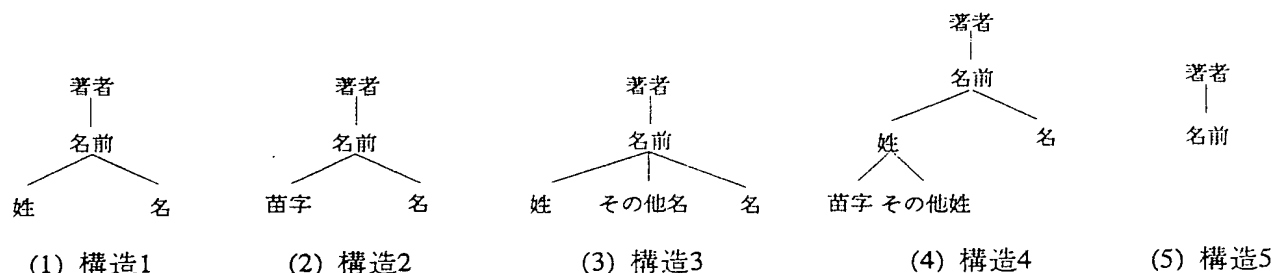 著者
名前
姓 名
(1) 構造1
著者
名前
苗字 名
(2) 構造2
著者
名前
姓 その他名 名
(3) 構造3
著者
名前
姓 名
苗字 その他姓
(4) 構造4
著者
名前
(5) 構造5